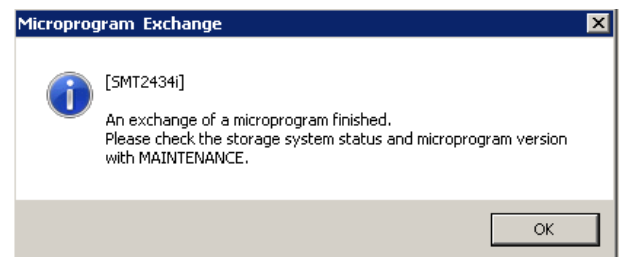 Microprogram Exchange
[SMT2434i]
An exchange of a microprogram finished.
Please check the storage system status and microprogram version
with MAINTENANCE.
OK